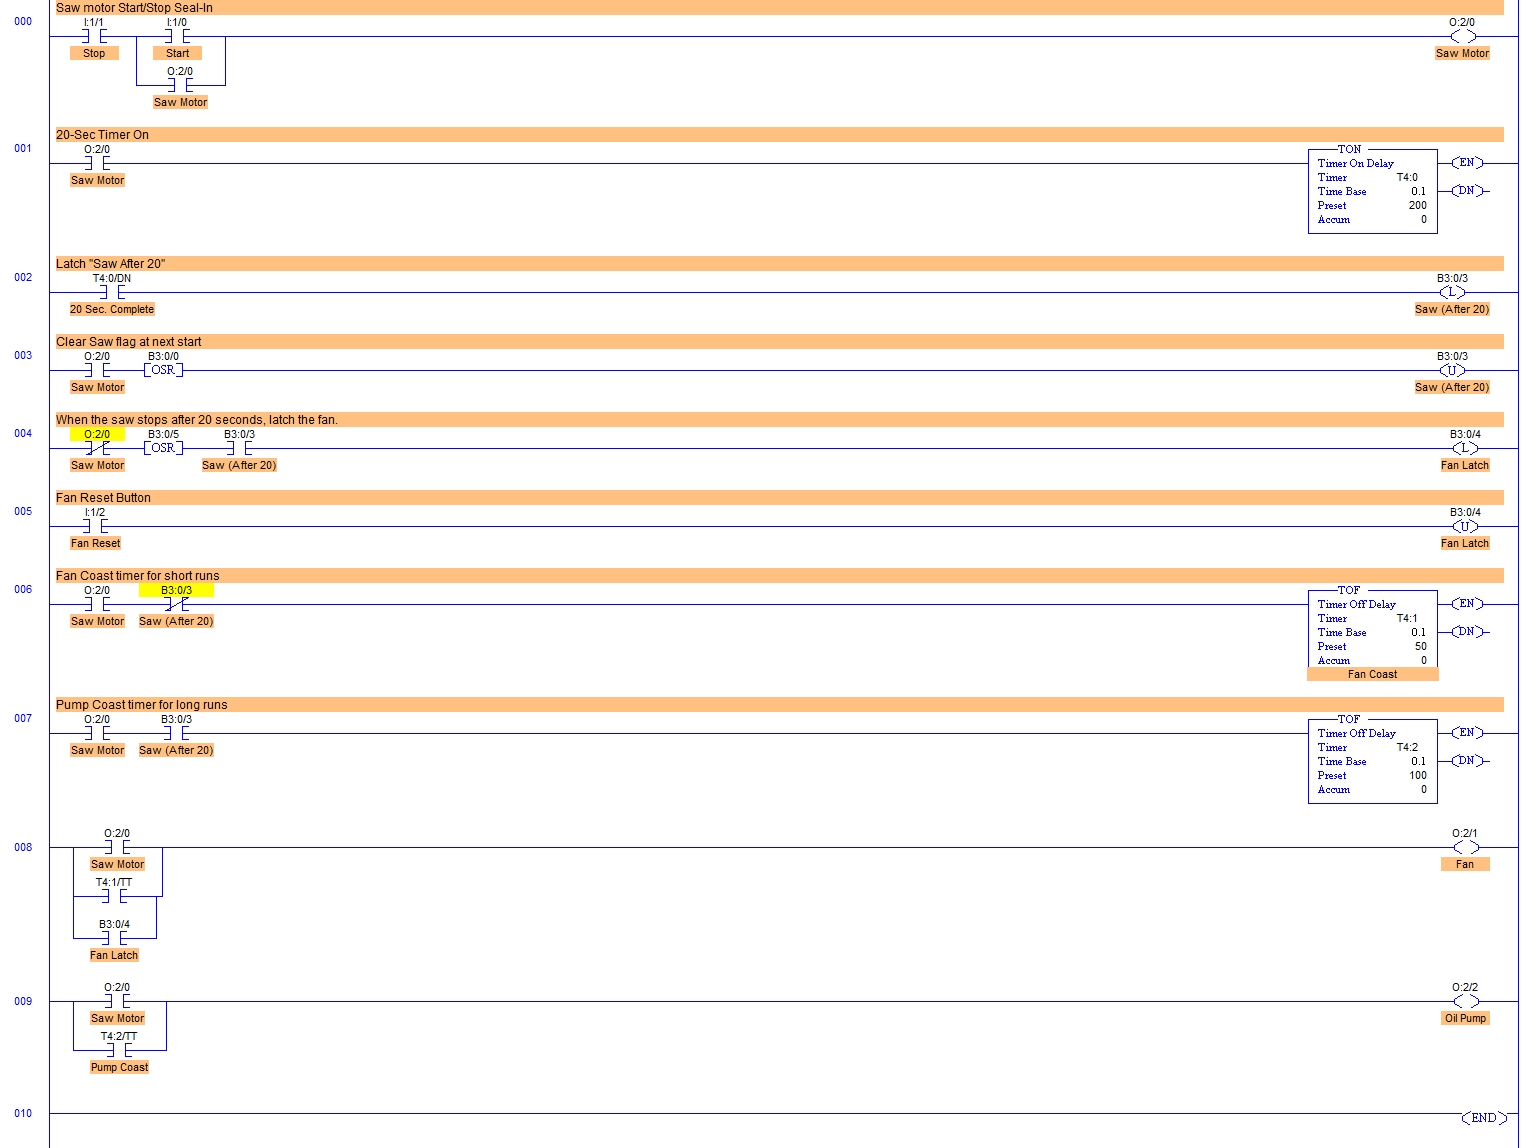 Saw motor Start/Stop Seal-In
000
I:1/1 I:1/0 O:2/0
Stop Start Saw Motor
O:2/0
Saw Motor
20-Sec Timer On
001
O:2/0
Saw Motor
TON
Timer On Delay
Timer T4:0
Time Base 0.1
Preset 200
Accum 0
EN
DN
Latch "Saw After 20"
002
T4:0/DN B3:0/3
L
20 Sec. Complete Saw (After 20)
Clear Saw flag at next start
003
O:2/0 B3:0/0 B3:0/3
OSR U
Saw Motor Saw (After 20)
When the saw stops after 20 seconds, latch the fan.
004
O:2/0 B3:0/5 B3:0/3 B3:0/4
OSR L
Saw Motor Saw (After 20) Fan Latch
Fan Reset Button
005
I:1/2 B3:0/4
U
Fan Reset Fan Latch
Fan Coast timer for short runs
006
O:2/0 B3:0/3
Saw Motor Saw (After 20)
TOF
Timer Off Delay
Timer T4:1
Time Base 0.1
Preset 50
Accum 0
Fan Coast
EN
DN
Pump Coast timer for long runs
007
O:2/0 B3:0/3
Saw Motor Saw (After 20)
TOF
Timer Off Delay
Timer T4:2
Time Base 0.1
Preset 100
Accum 0
EN
DN
008
O:2/0 O:2/1
Saw Motor Fan
T4:1/TT
B3:0/4
Fan Latch
009
O:2/0 O:2/2
Saw Motor Oil Pump
T4:2/TT
Pump Coast
010
END